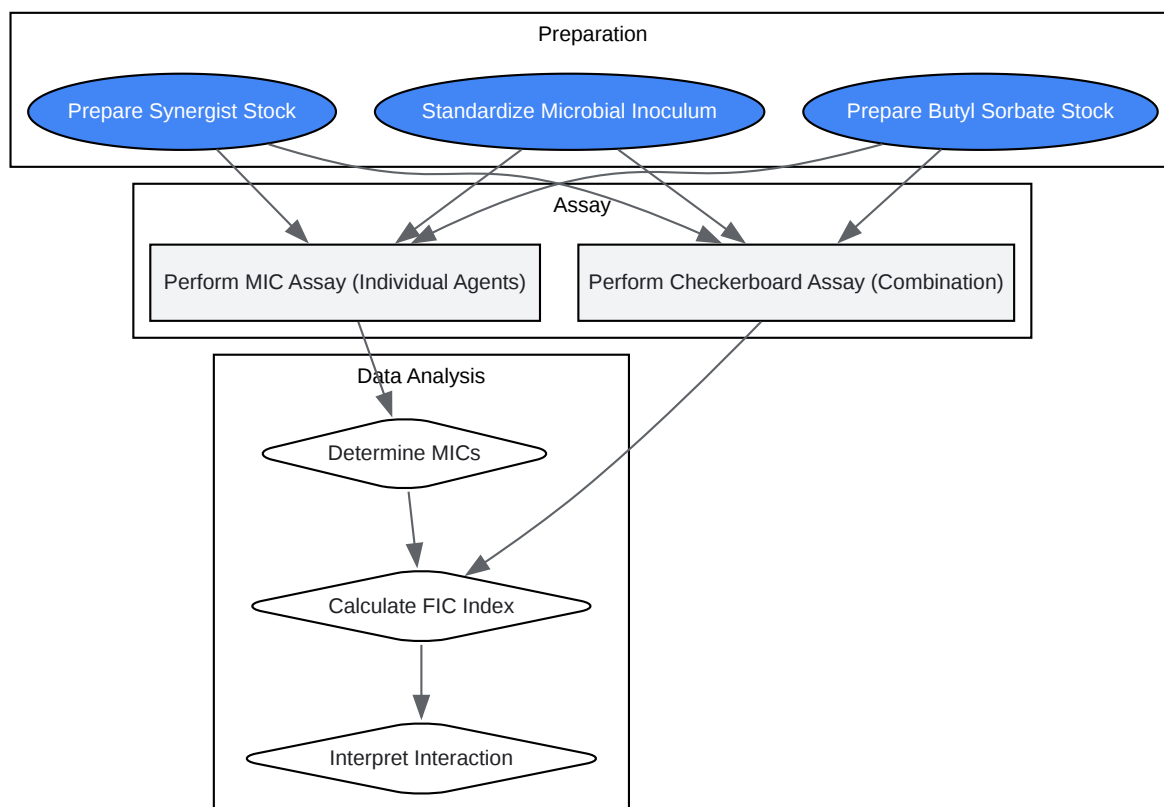 Preparation
Prepare Synergist Stock
Standardize Microbial Inoculum
Prepare Butyl Sorbate Stock
Assay
Perform MIC Assay (Individual Agents)
Perform Checkerboard Assay (Combination)
Data Analysis
Determine MICs
Calculate FIC Index
Interpret Interaction